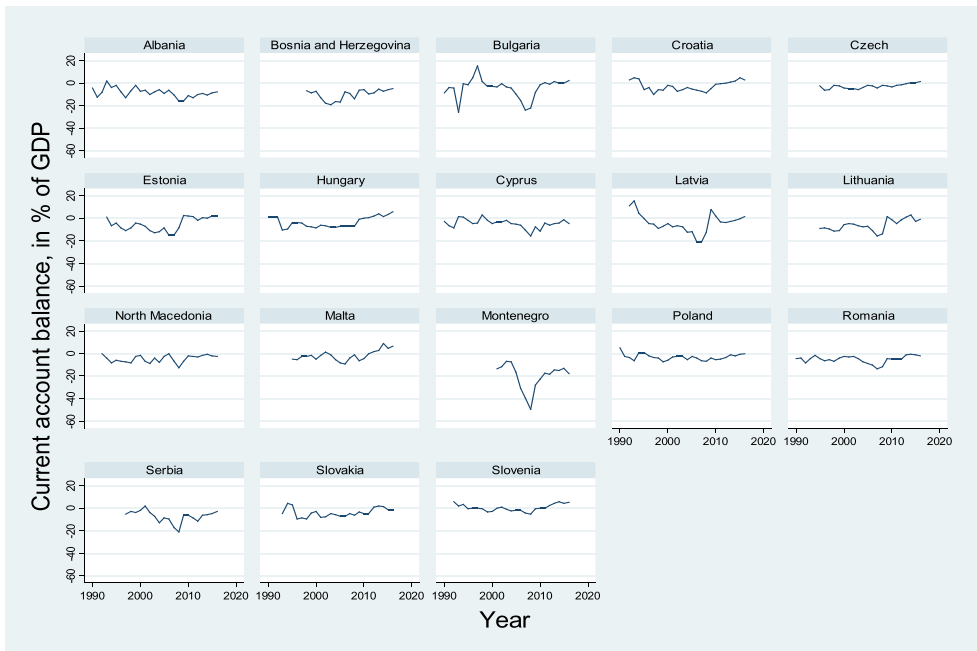 Current account balance, in % of GDP
Albania Bosnia and Herzegovina Bulgaria Croatia Czech
20
0
-20
-40
-60
Estonia Hungary Cyprus Latvia Lithuania
20
0
-20
-40
-60
North Macedonia Malta Montenegro Poland Romania
20
0
-20
-40
-60
1990 2000 2010 2020 1990 2000 2010 2020
Serbia Slovakia Slovenia
20
0
-20
-40
-60
1990 2000 2010 2020 1990 2000 2010 2020 1990 2000 2010 2020
Year